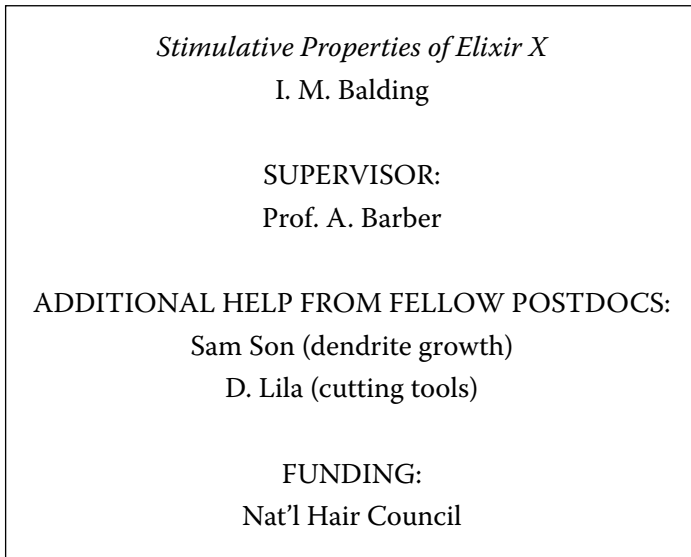 Stimulative Properties of Elixir X
I. M. Balding
SUPERVISOR:
Prof. A. Barber
ADDITIONAL HELP FROM FELLOW POSTDOCS:
Sam Son (dendrite growth)
D. Lila (cutting tools)
FUNDING:
Nat’l Hair Council